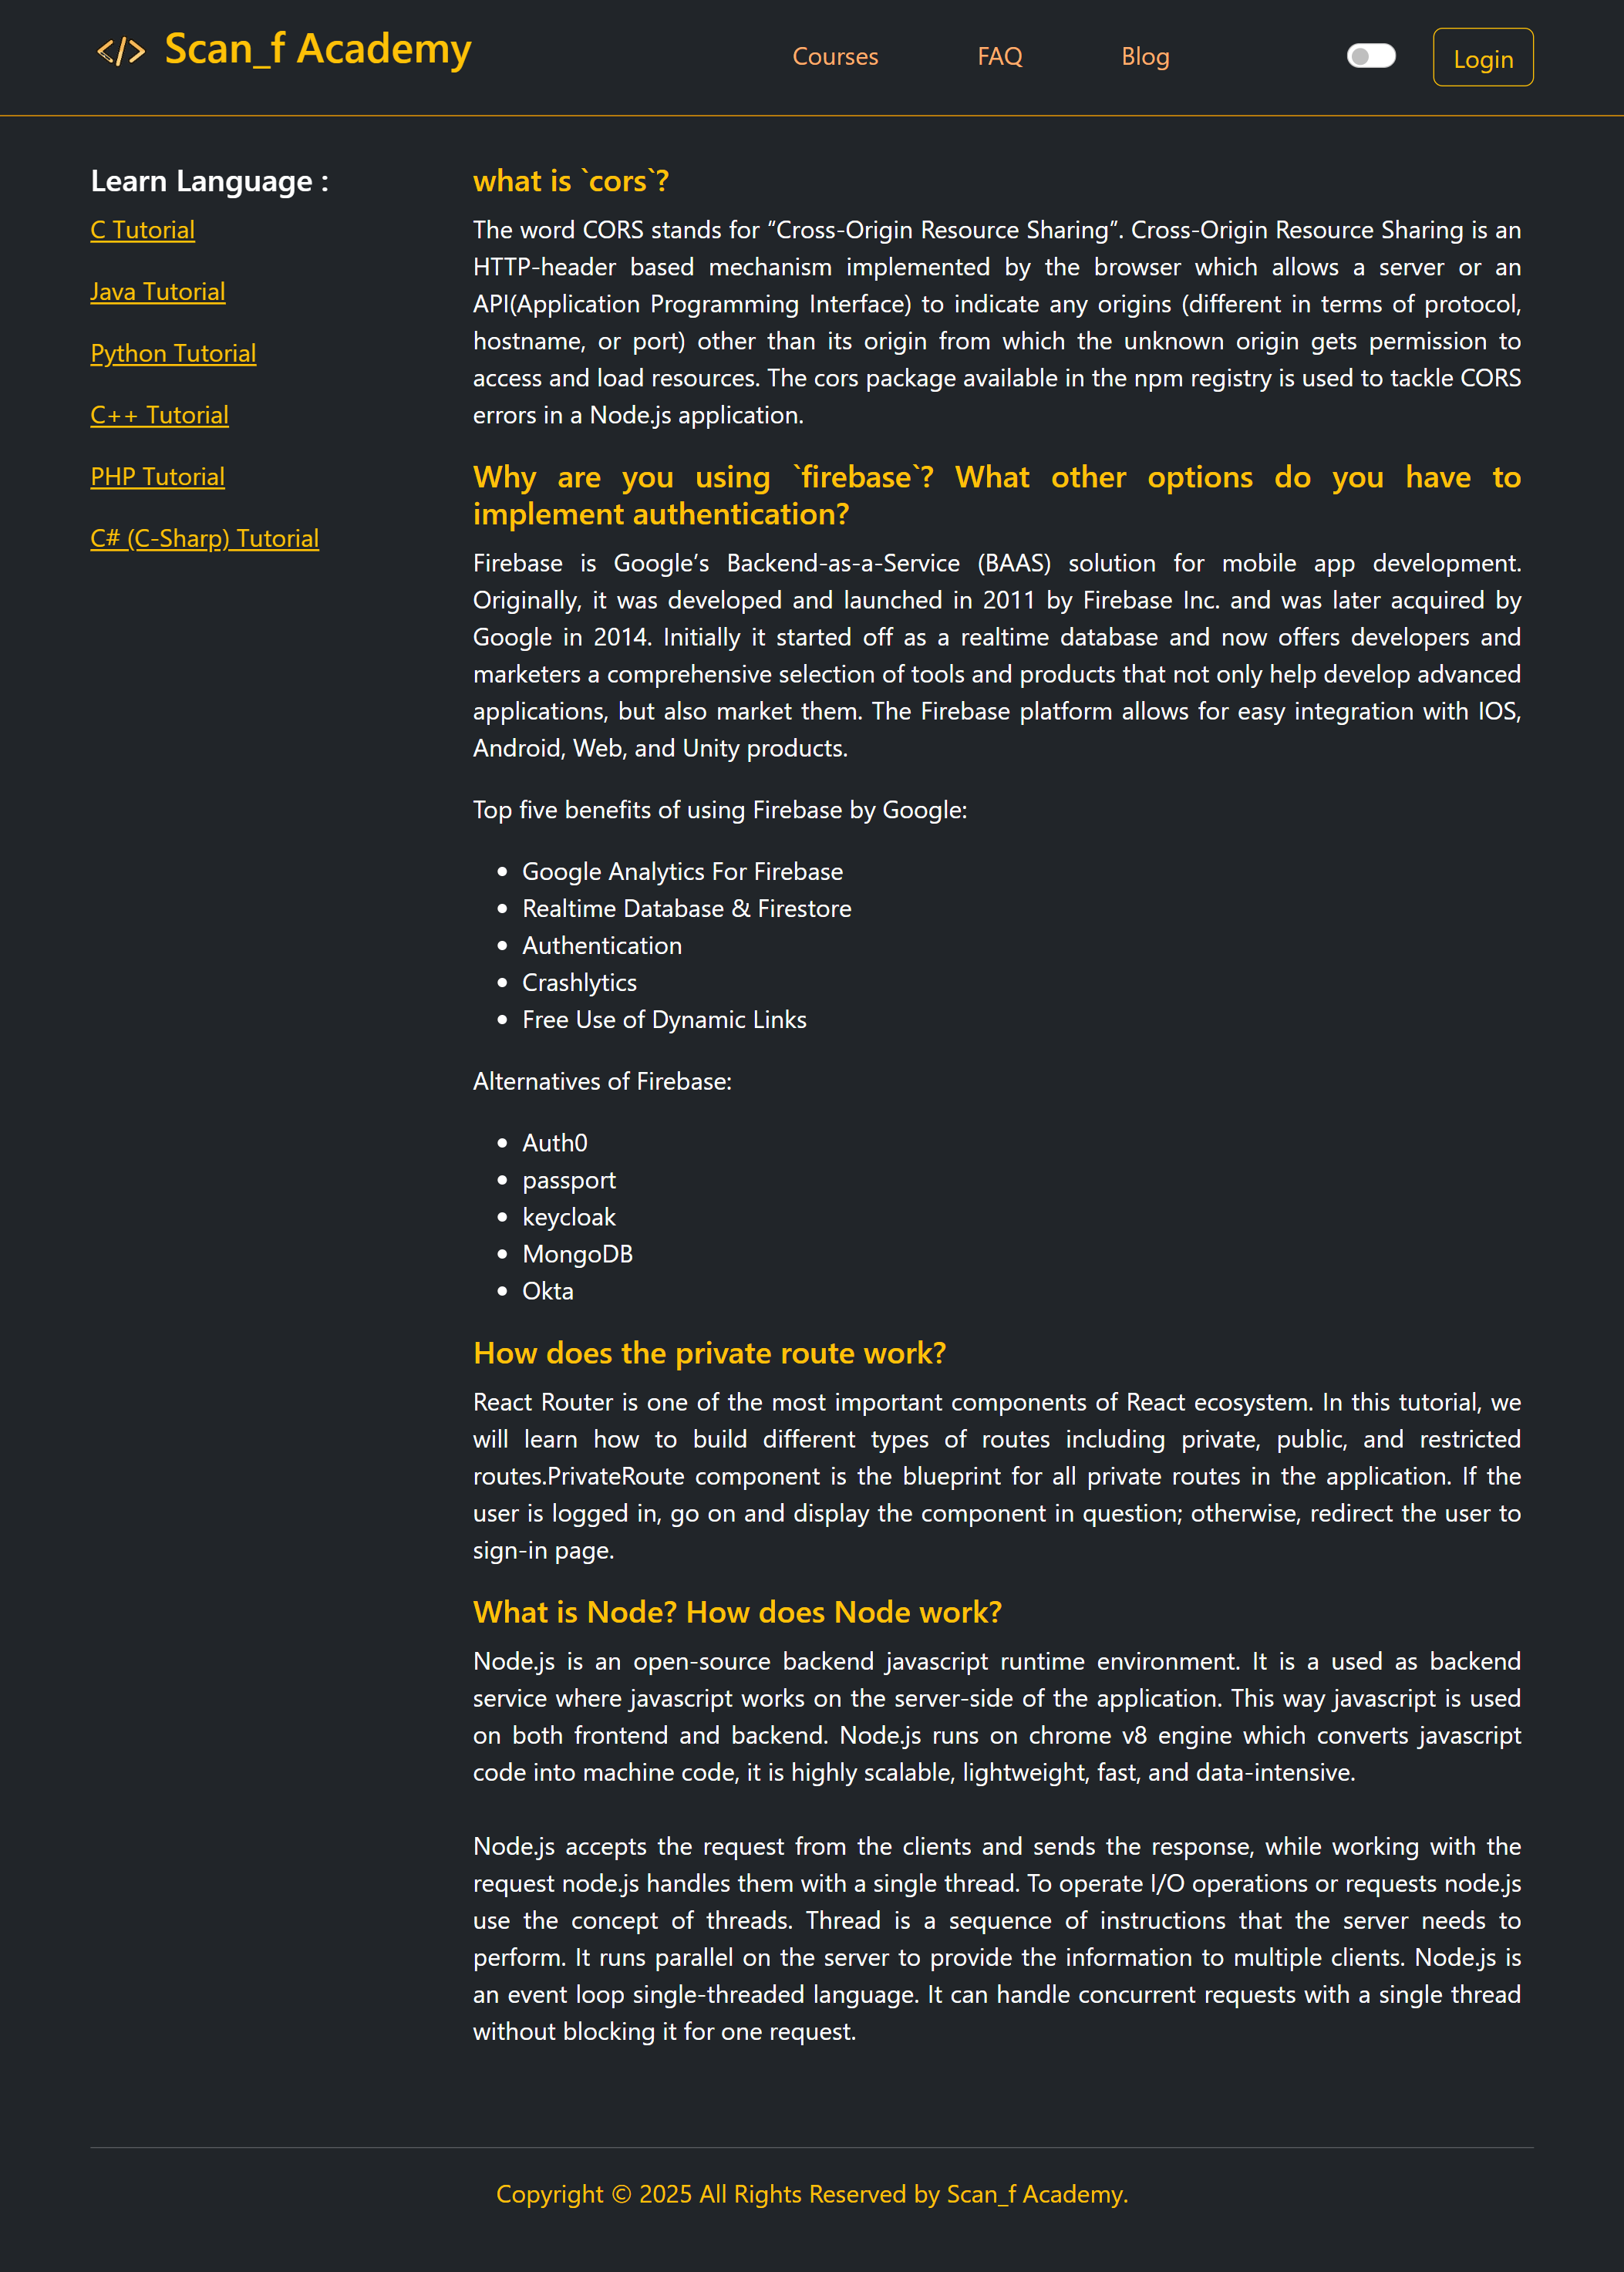 </> Scan_f Academy
Courses
FAQ
Blog
Login
Learn Language :
C Tutorial
Java Tutorial
Python Tutorial
C++ Tutorial
PHP Tutorial
C# (C-Sharp) Tutorial
what is `cors`?
The word CORS stands for “Cross-Origin Resource Sharing”. Cross-Origin Resource Sharing is an
HTTP-header based mechanism implemented by the browser which allows a server or an
API(Application Programming Interface) to indicate any origins (different in terms of protocol,
hostname, or port) other than its origin from which the unknown origin gets permission to
access and load resources. The cors package available in the npm registry is used to tackle CORS
errors in a Node.js application.
Why are you using `firebase`? What other options do you have to
implement authentication?
Firebase is Google’s Backend-as-a-Service (BAAS) solution for mobile app development.
Originally, it was developed and launched in 2011 by Firebase Inc. and was later acquired by
Google in 2014. Initially it started off as a realtime database and now offers developers and
marketers a comprehensive selection of tools and products that not only help develop advanced
applications, but also market them. The Firebase platform allows for easy integration with IOS,
Android, Web, and Unity products.
Top five benefits of using Firebase by Google:
• Google Analytics For Firebase
• Realtime Database & Firestore
• Authentication
• Crashlytics
• Free Use of Dynamic Links
Alternatives of Firebase:
• Auth0
• passport
• keycloak
• MongoDB
• Okta
How does the private route work?
React Router is one of the most important components of React ecosystem. In this tutorial, we
will learn how to build different types of routes including private, public, and restricted
routes.PrivateRoute component is the blueprint for all private routes in the application. If the
user is logged in, go on and display the component in question; otherwise, redirect the user to
sign-in page.
What is Node? How does Node work?
Node.js is an open-source backend javascript runtime environment. It is a used as backend
service where javascript works on the server-side of the application. This way javascript is used
on both frontend and backend. Node.js runs on chrome v8 engine which converts javascript
code into machine code, it is highly scalable, lightweight, fast, and data-intensive.
Node.js accepts the request from the clients and sends the response, while working with the
request node.js handles them with a single thread. To operate I/O operations or requests node.js
use the concept of threads. Thread is a sequence of instructions that the server needs to
perform. It runs parallel on the server to provide the information to multiple clients. Node.js is
an event loop single-threaded language. It can handle concurrent requests with a single thread
without blocking it for one request.
Copyright © 2025 All Rights Reserved by Scan_f Academy.